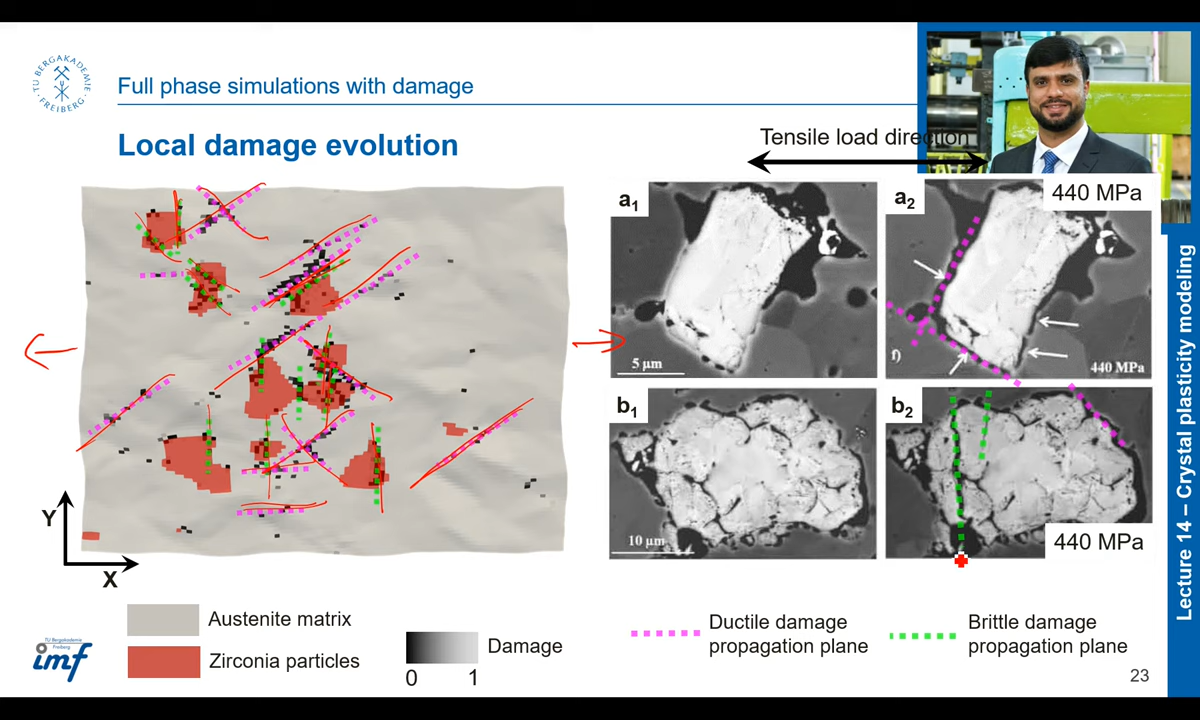 TU BERGAKADEMIE
FREIBERG
Full phase simulations with damage
Local damage evolution
Tensile load direction
a1
a2
440 MPa
5 µm
f)
440 MPa
b1
b2
10 µm
440 MPa
Y
X
Austenite matrix
Zirconia particles
Damage
0 1
Ductile damage
propagation plane
Brittle damage
propagation plane
TU Bergakademie
Freiberg
imf
23
Lecture 14 – Crystal plasticity modeling